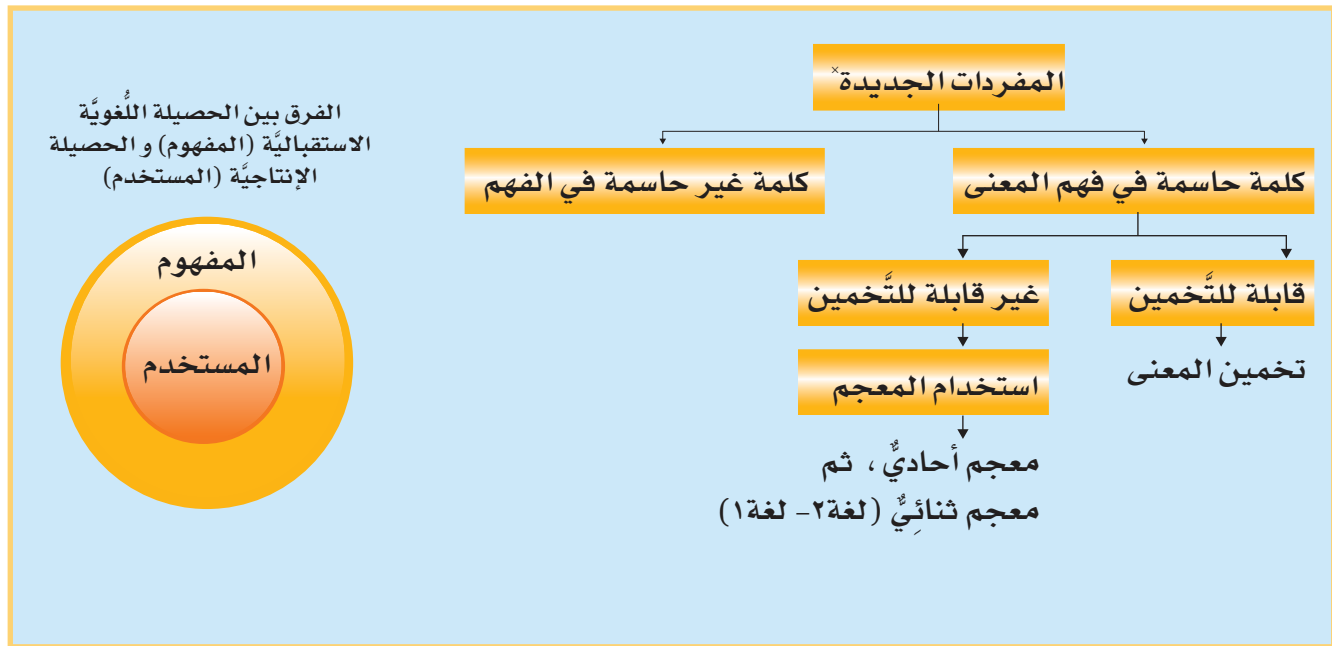 المفردات الجديدة×
كلمة حاسمة في فهم المعنى
كلمة غير حاسمة في الفهم
قابلة للتَّخمين
غير قابلة للتَّخمين
تخمين المعنى
استخدام المعجم
معجم أحاديٌّ ، ثم
معجم ثنائِيٌّ (لغة٢- لغة١)
الفرق بين الحصيلة اللُّغويَّة
الاستقباليَّة (المفهوم) والحصيلة
الإنتاجيَّة (المستخدم)
المفهوم
المستخدم